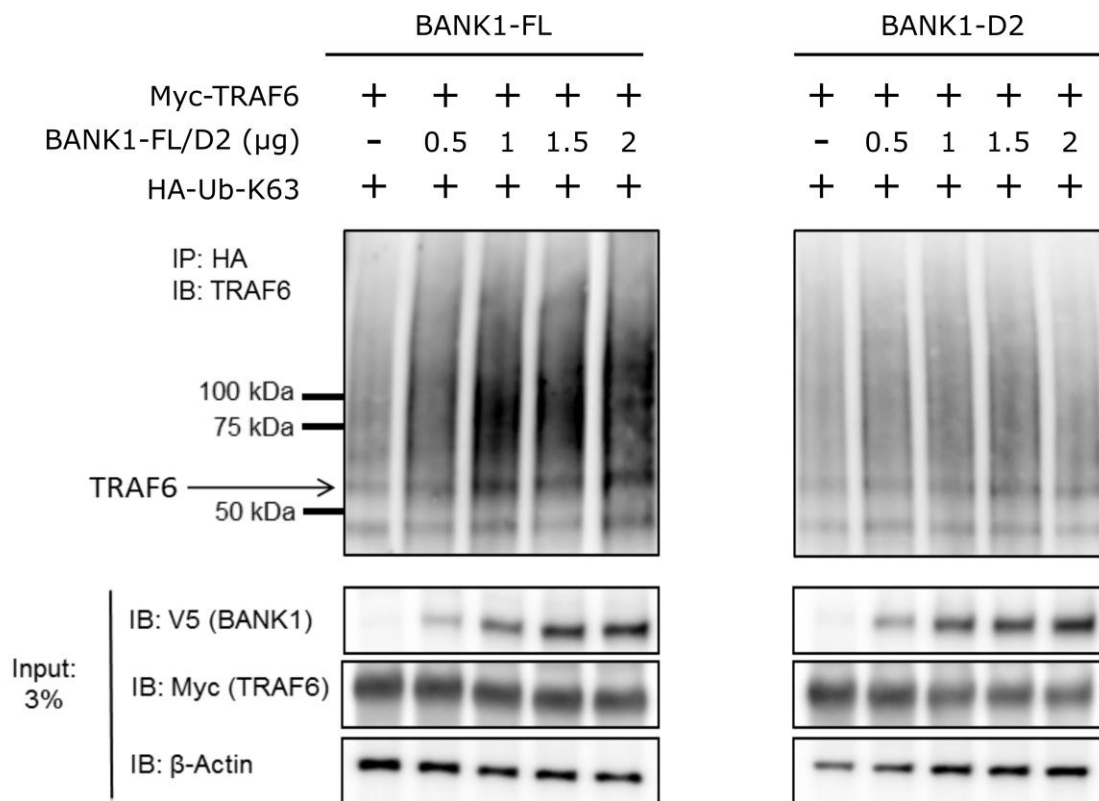 BANK1-FL BANK1-D2
Myc-TRAF6 + + + + + + + + + +
BANK1-FL/D2 (µg) - 0.5 1 1.5 2 - 0.5 1 1.5 2
HA-Ub-K63 + + + + + + + + + +
IP: HA
IB: TRAF6
100 kDa
75 kDa
TRAF6
50 kDa
Input:
3%
IB: V5 (BANK1)
IB: Myc (TRAF6)
IB: β-Actin